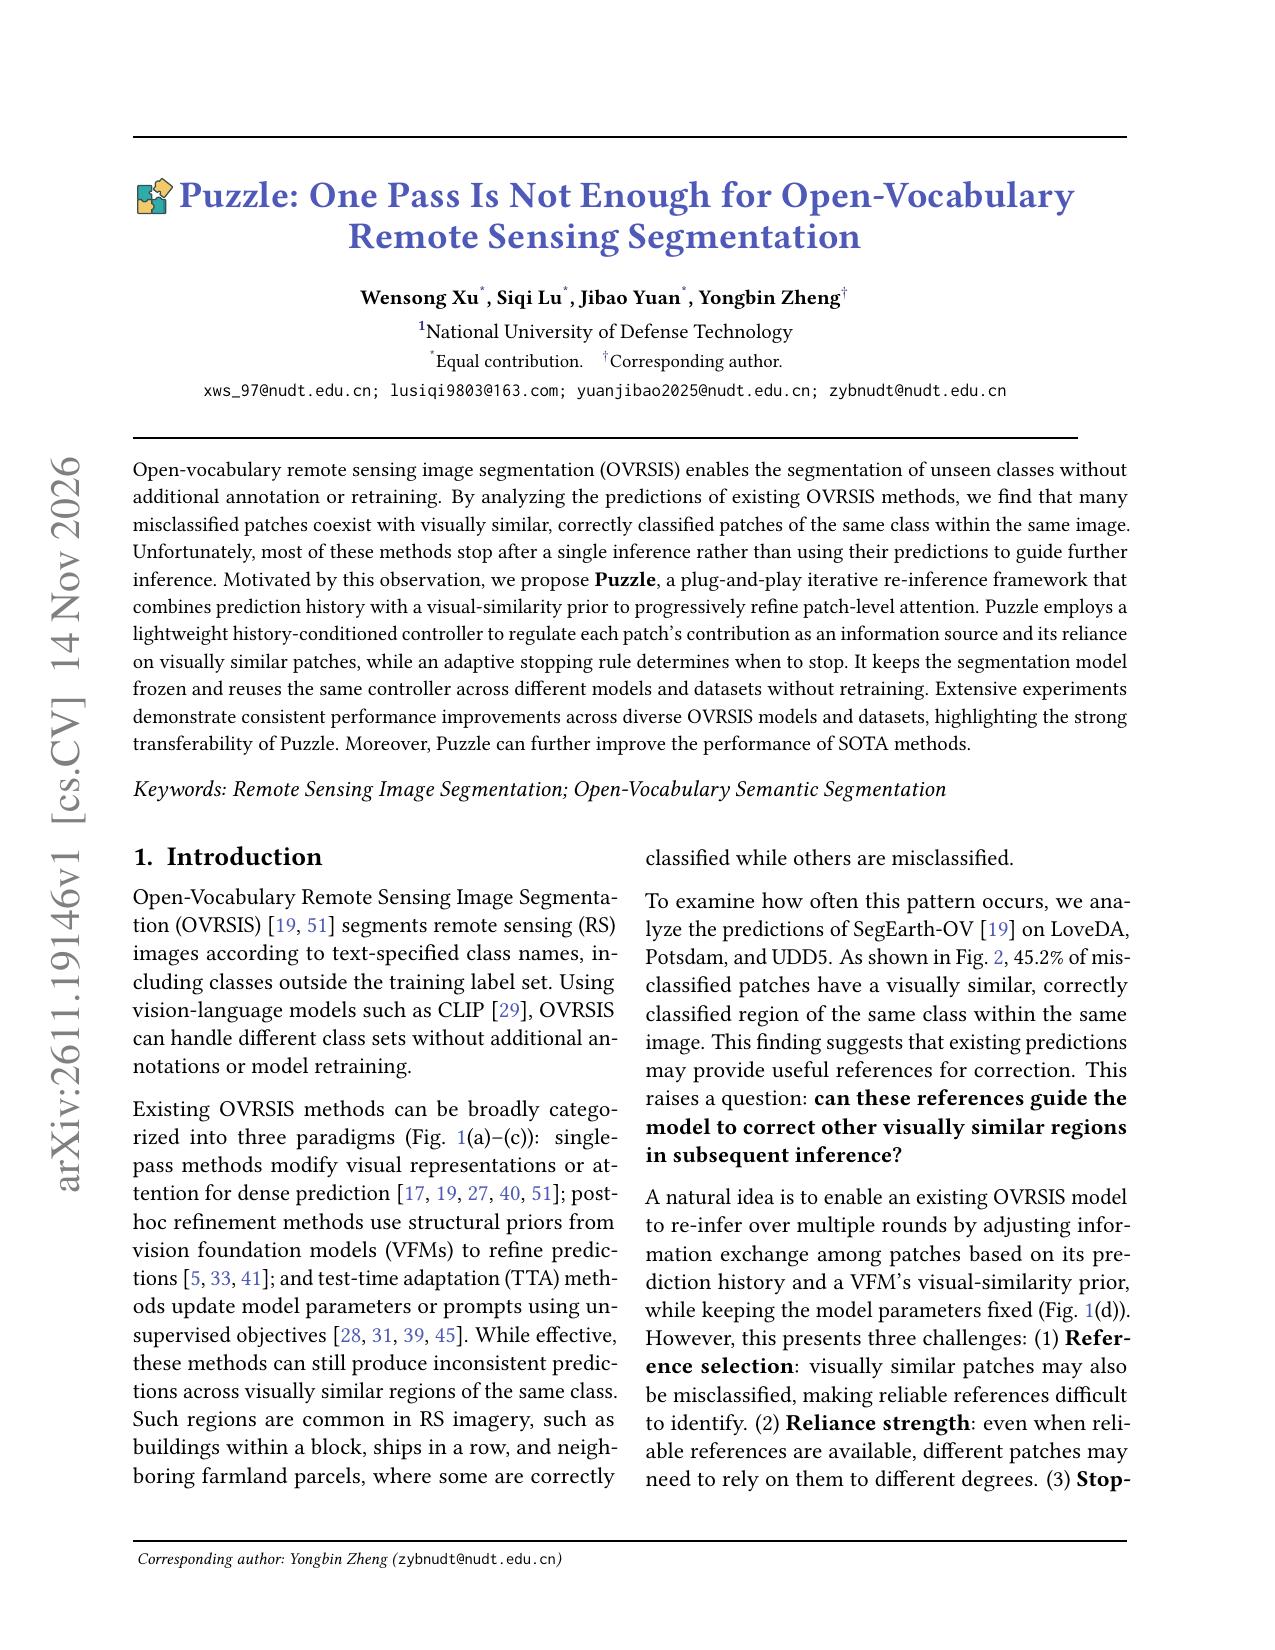 arXiv:2611.19146v1 [cs.CV] 14 Nov 2026
Puzzle: One Pass Is Not Enough for Open-Vocabulary
Remote Sensing Segmentation
Wensong Xu*, Siqi Lu*, Jibao Yuan*, Yongbin Zheng†
1National University of Defense Technology
*Equal contribution. †Corresponding author.
xws_97@nudt.edu.cn; lusiqi9803@163.com; yuanjibao2025@nudt.edu.cn; zybnudt@nudt.edu.cn
Open-vocabulary remote sensing image segmentation (OVRSIS) enables the segmentation of unseen classes without
additional annotation or retraining. By analyzing the predictions of existing OVRSIS methods, we find that many
misclassified patches coexist with visually similar, correctly classified patches of the same class within the same image.
Unfortunately, most of these methods stop after a single inference rather than using their predictions to guide further
inference. Motivated by this observation, we propose Puzzle, a plug-and-play iterative re-inference framework that
combines prediction history with a visual-similarity prior to progressively refine patch-level attention. Puzzle employs a
lightweight history-conditioned controller to regulate each patch's contribution as an information source and its reliance
on visually similar patches, while an adaptive stopping rule determines when to stop. It keeps the segmentation model
frozen and reuses the same controller across different models and datasets without retraining. Extensive experiments
demonstrate consistent performance improvements across diverse OVRSIS models and datasets, highlighting the strong
transferability of Puzzle. Moreover, Puzzle can further improve the performance of SOTA methods.
Keywords: Remote Sensing Image Segmentation; Open-Vocabulary Semantic Segmentation
1. Introduction
Open-Vocabulary Remote Sensing Image Segmenta-
tion (OVRSIS) [19, 51] segments remote sensing (RS)
images according to text-specified class names, in-
cluding classes outside the training label set. Using
vision-language models such as CLIP [29], OVRSIS
can handle different class sets without additional an-
notations or model retraining.
Existing OVRSIS methods can be broadly catego-
rized into three paradigms (Fig. 1(a)–(c)): single-
pass methods modify visual representations or at-
tention for dense prediction [17, 19, 27, 40, 51]; post-
hoc refinement methods use structural priors from
vision foundation models (VFMs) to refine predic-
tions [5, 33, 41]; and test-time adaptation (TTA) meth-
ods update model parameters or prompts using un-
supervised objectives [28, 31, 39, 45]. While effective,
these methods can still produce inconsistent predic-
tions across visually similar regions of the same class.
Such regions are common in RS imagery, such as
buildings within a block, ships in a row, and neigh-
boring farmland parcels, where some are correctly
classified while others are misclassified.
To examine how often this pattern occurs, we ana-
lyze the predictions of SegEarth-OV [19] on LoveDA,
Potsdam, and UDD5. As shown in Fig. 2, 45.2% of mis-
classified patches have a visually similar, correctly
classified region of the same class within the same
image. This finding suggests that existing predictions
may provide useful references for correction. This
raises a question: can these references guide the
model to correct other visually similar regions
in subsequent inference?
A natural idea is to enable an existing OVRSIS model
to re-infer over multiple rounds by adjusting infor-
mation exchange among patches based on its pre-
diction history and a VFM's visual-similarity prior,
while keeping the model parameters fixed (Fig. 1(d)).
However, this presents three challenges: (1) Refer-
ence selection: visually similar patches may also
be misclassified, making reliable references difficult
to identify. (2) Reliance strength: even when reli-
able references are available, different patches may
need to rely on them to different degrees. (3) Stop-
Corresponding author: Yongbin Zheng (zybnudt@nudt.edu.cn)